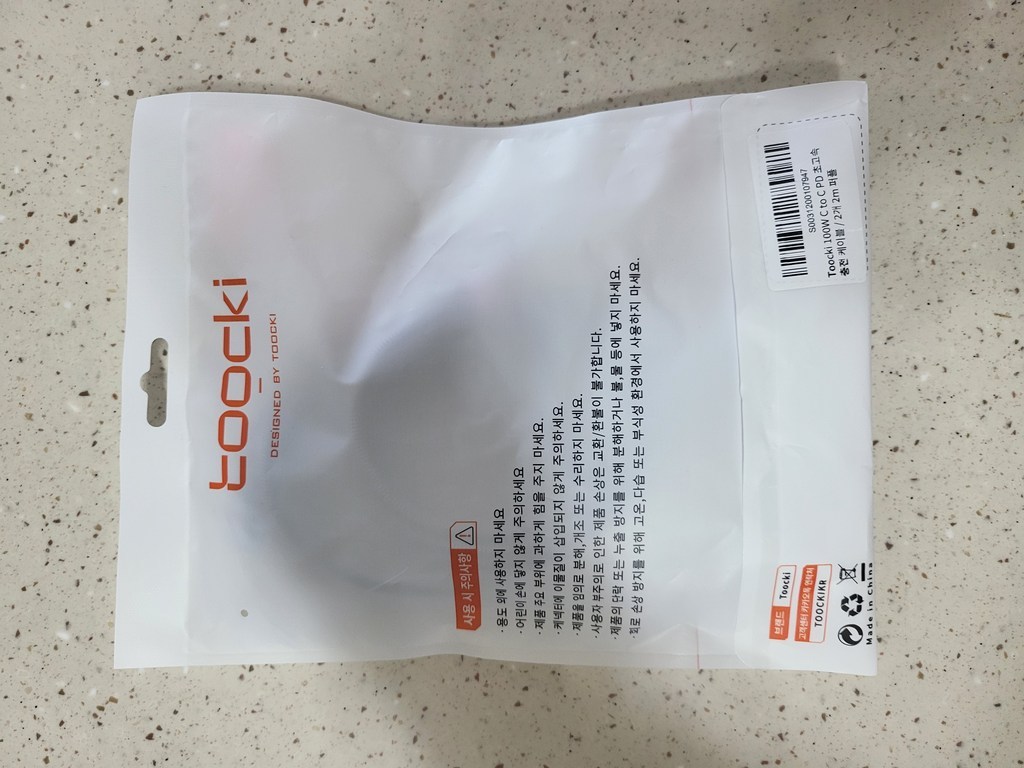 toocki
DESIGNED BY TOOCKI
사용 시 주의사항
· 용도 외에 사용하지 마세요
· 어린이 손에 닿지 않게 주의하세요
· 제품 주요 부위에 과하게 힘을 주지 마세요.
· 케넥터에 이물질이 삽입되지 않게 주의하세요.
· 제품을 임의로 분해,개조 또는 수리하지 마세요.
· 사용자 부주의로 인한 제품 손상은 교환 환불이 불가합니다.
제품의 단락 또는 누출 방지를 위해 분해하거나 불,물 등에 넣지 마세요.
회로 손상 방지를 위해 고온,다습 또는 부식성 환경에서 사용하지 마세요.
브랜드 Toocki
고객센터 카카오톡 연락처
TOOCKIKR
Made in China
S0031200107947
Toocki 100W C to C PD 초고속
충전 케이블 / 2개 2m 퍼플